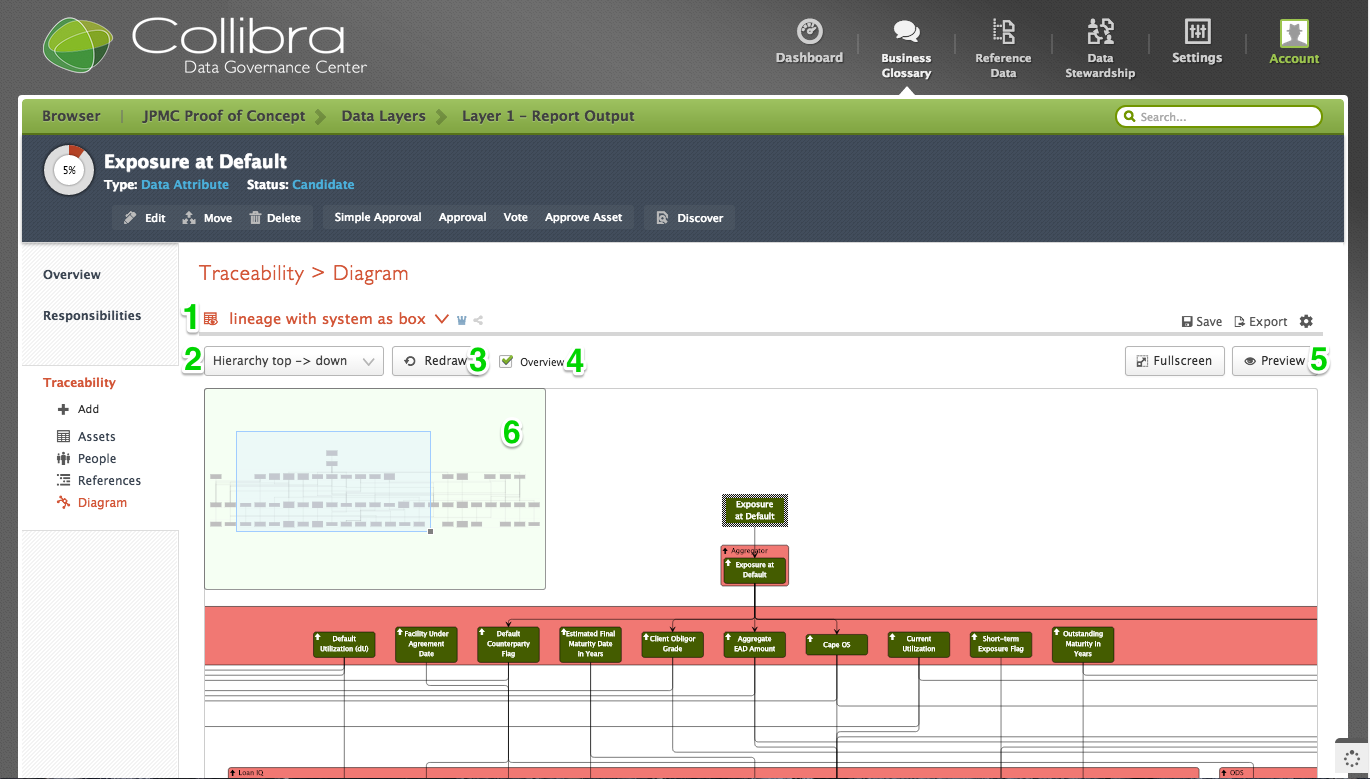 Collibra
Data Governance Center
Dashboard
Business
Glossary
Reference
Data
Data
Stewardship
Settings
Account
Browser | JPMC Proof of Concept Data Layers Layer 1 – Report Output
Search...
5%
Exposure at Default
Type: Data Attribute Status: Candidate
Edit Move Delete Simple Approval Approval Vote Approve Asset Discover
Overview
Responsibilities
Traceability
Add
Assets
People
References
Diagram
Traceability > Diagram
1 lineage with system as box
Save Export
2 Hierarchy top -> down Redraw 3 Overview 4 Fullscreen Preview 5
6
Exposure
at Default
Aggregator
Exposure at
Default
Default
Utilization (dU)
Facility Under
Agreement
Date
Default
Counterparty
Flag
Estimated Final
Maturity Date
in Years
Client Obligor
Grade
Aggregate
EAD Amount
Cape OS
Current
Utilization
Short-term
Exposure Flag
Outstanding
Maturity in
Years
Loan IQ
ODS